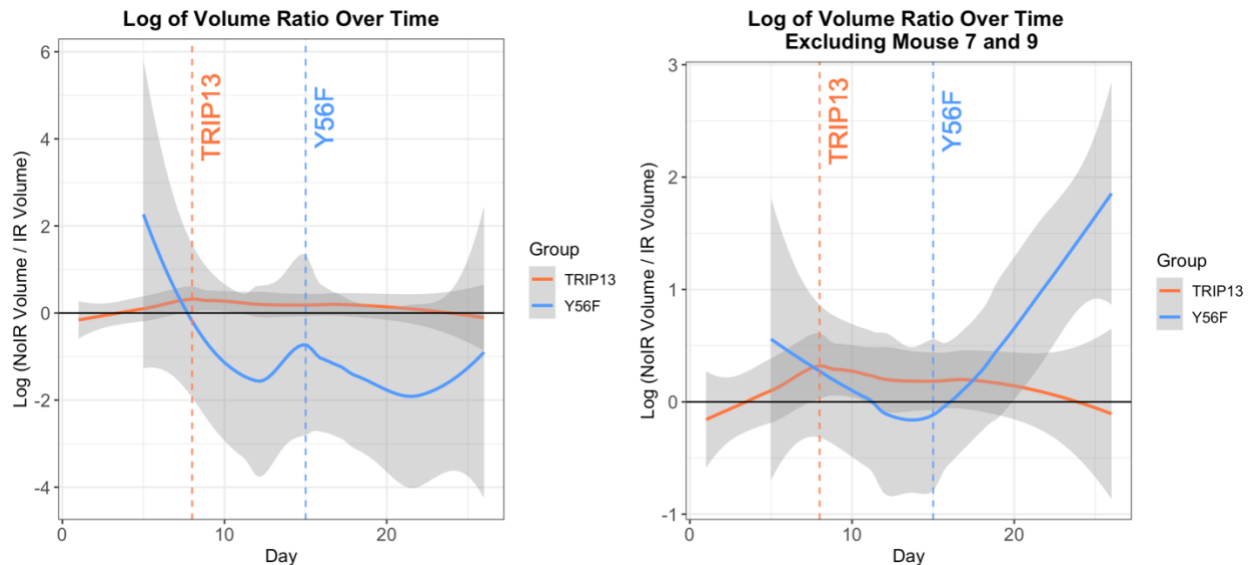 Log of Volume Ratio Over Time
6
4
2
0
-2
-4
Log (NoIR Volume / IR Volume)
TRIP13
Y56F
0
10
20
Day
Group
TRIP13
Y56F
Log of Volume Ratio Over Time
Excluding Mouse 7 and 9
3
2
1
0
-1
Log (NoIR Volume / IR Volume)
TRIP13
Y56F
0
10
20
Day
Group
TRIP13
Y56F